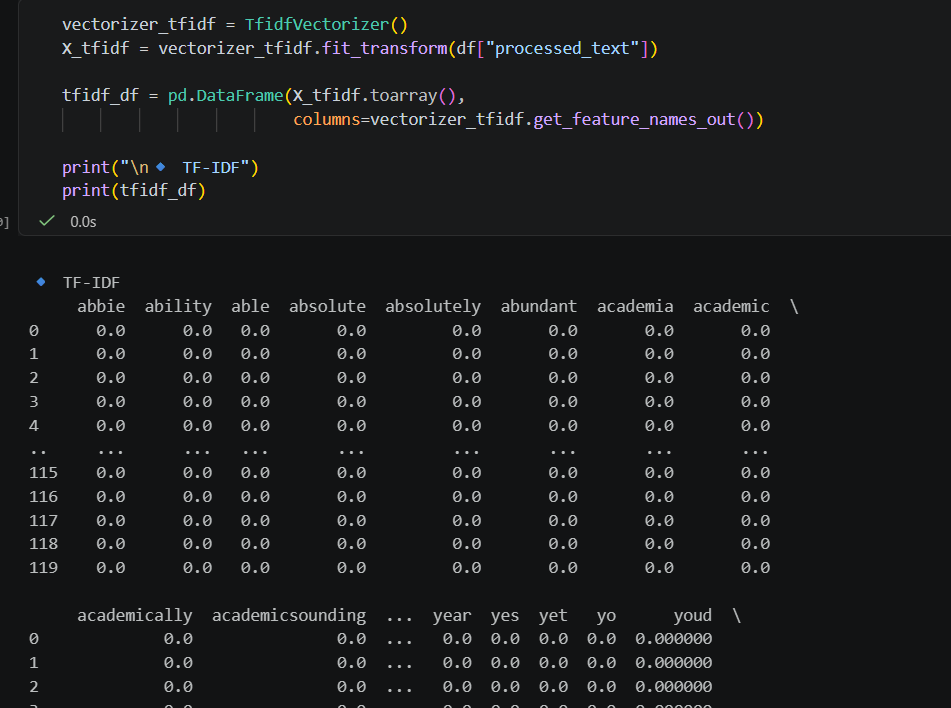 vectorizer_tfidf = TfidfVectorizer()
X_tfidf = vectorizer_tfidf.fit_transform(df["processed_text"])
tfidf_df = pd.DataFrame(X_tfidf.toarray(),
columns=vectorizer_tfidf.get_feature_names_out())
print("\n🔹 TF-IDF")
print(tfidf_df)
] ✓ 0.0s
🔹 TF-IDF
abbie ability able absolute absolutely abundant academia academic \
0 0.0 0.0 0.0 0.0 0.0 0.0 0.0 0.0
1 0.0 0.0 0.0 0.0 0.0 0.0 0.0 0.0
2 0.0 0.0 0.0 0.0 0.0 0.0 0.0 0.0
3 0.0 0.0 0.0 0.0 0.0 0.0 0.0 0.0
4 0.0 0.0 0.0 0.0 0.0 0.0 0.0 0.0
.. ... ... ... ... ... ... ... ...
115 0.0 0.0 0.0 0.0 0.0 0.0 0.0 0.0
116 0.0 0.0 0.0 0.0 0.0 0.0 0.0 0.0
117 0.0 0.0 0.0 0.0 0.0 0.0 0.0 0.0
118 0.0 0.0 0.0 0.0 0.0 0.0 0.0 0.0
119 0.0 0.0 0.0 0.0 0.0 0.0 0.0 0.0
academically academicsounding ... year yes yet yo youd \
0 0.0 0.0 ... 0.0 0.0 0.0 0.0 0.000000
1 0.0 0.0 ... 0.0 0.0 0.0 0.0 0.000000
2 0.0 0.0 ... 0.0 0.0 0.0 0.0 0.000000